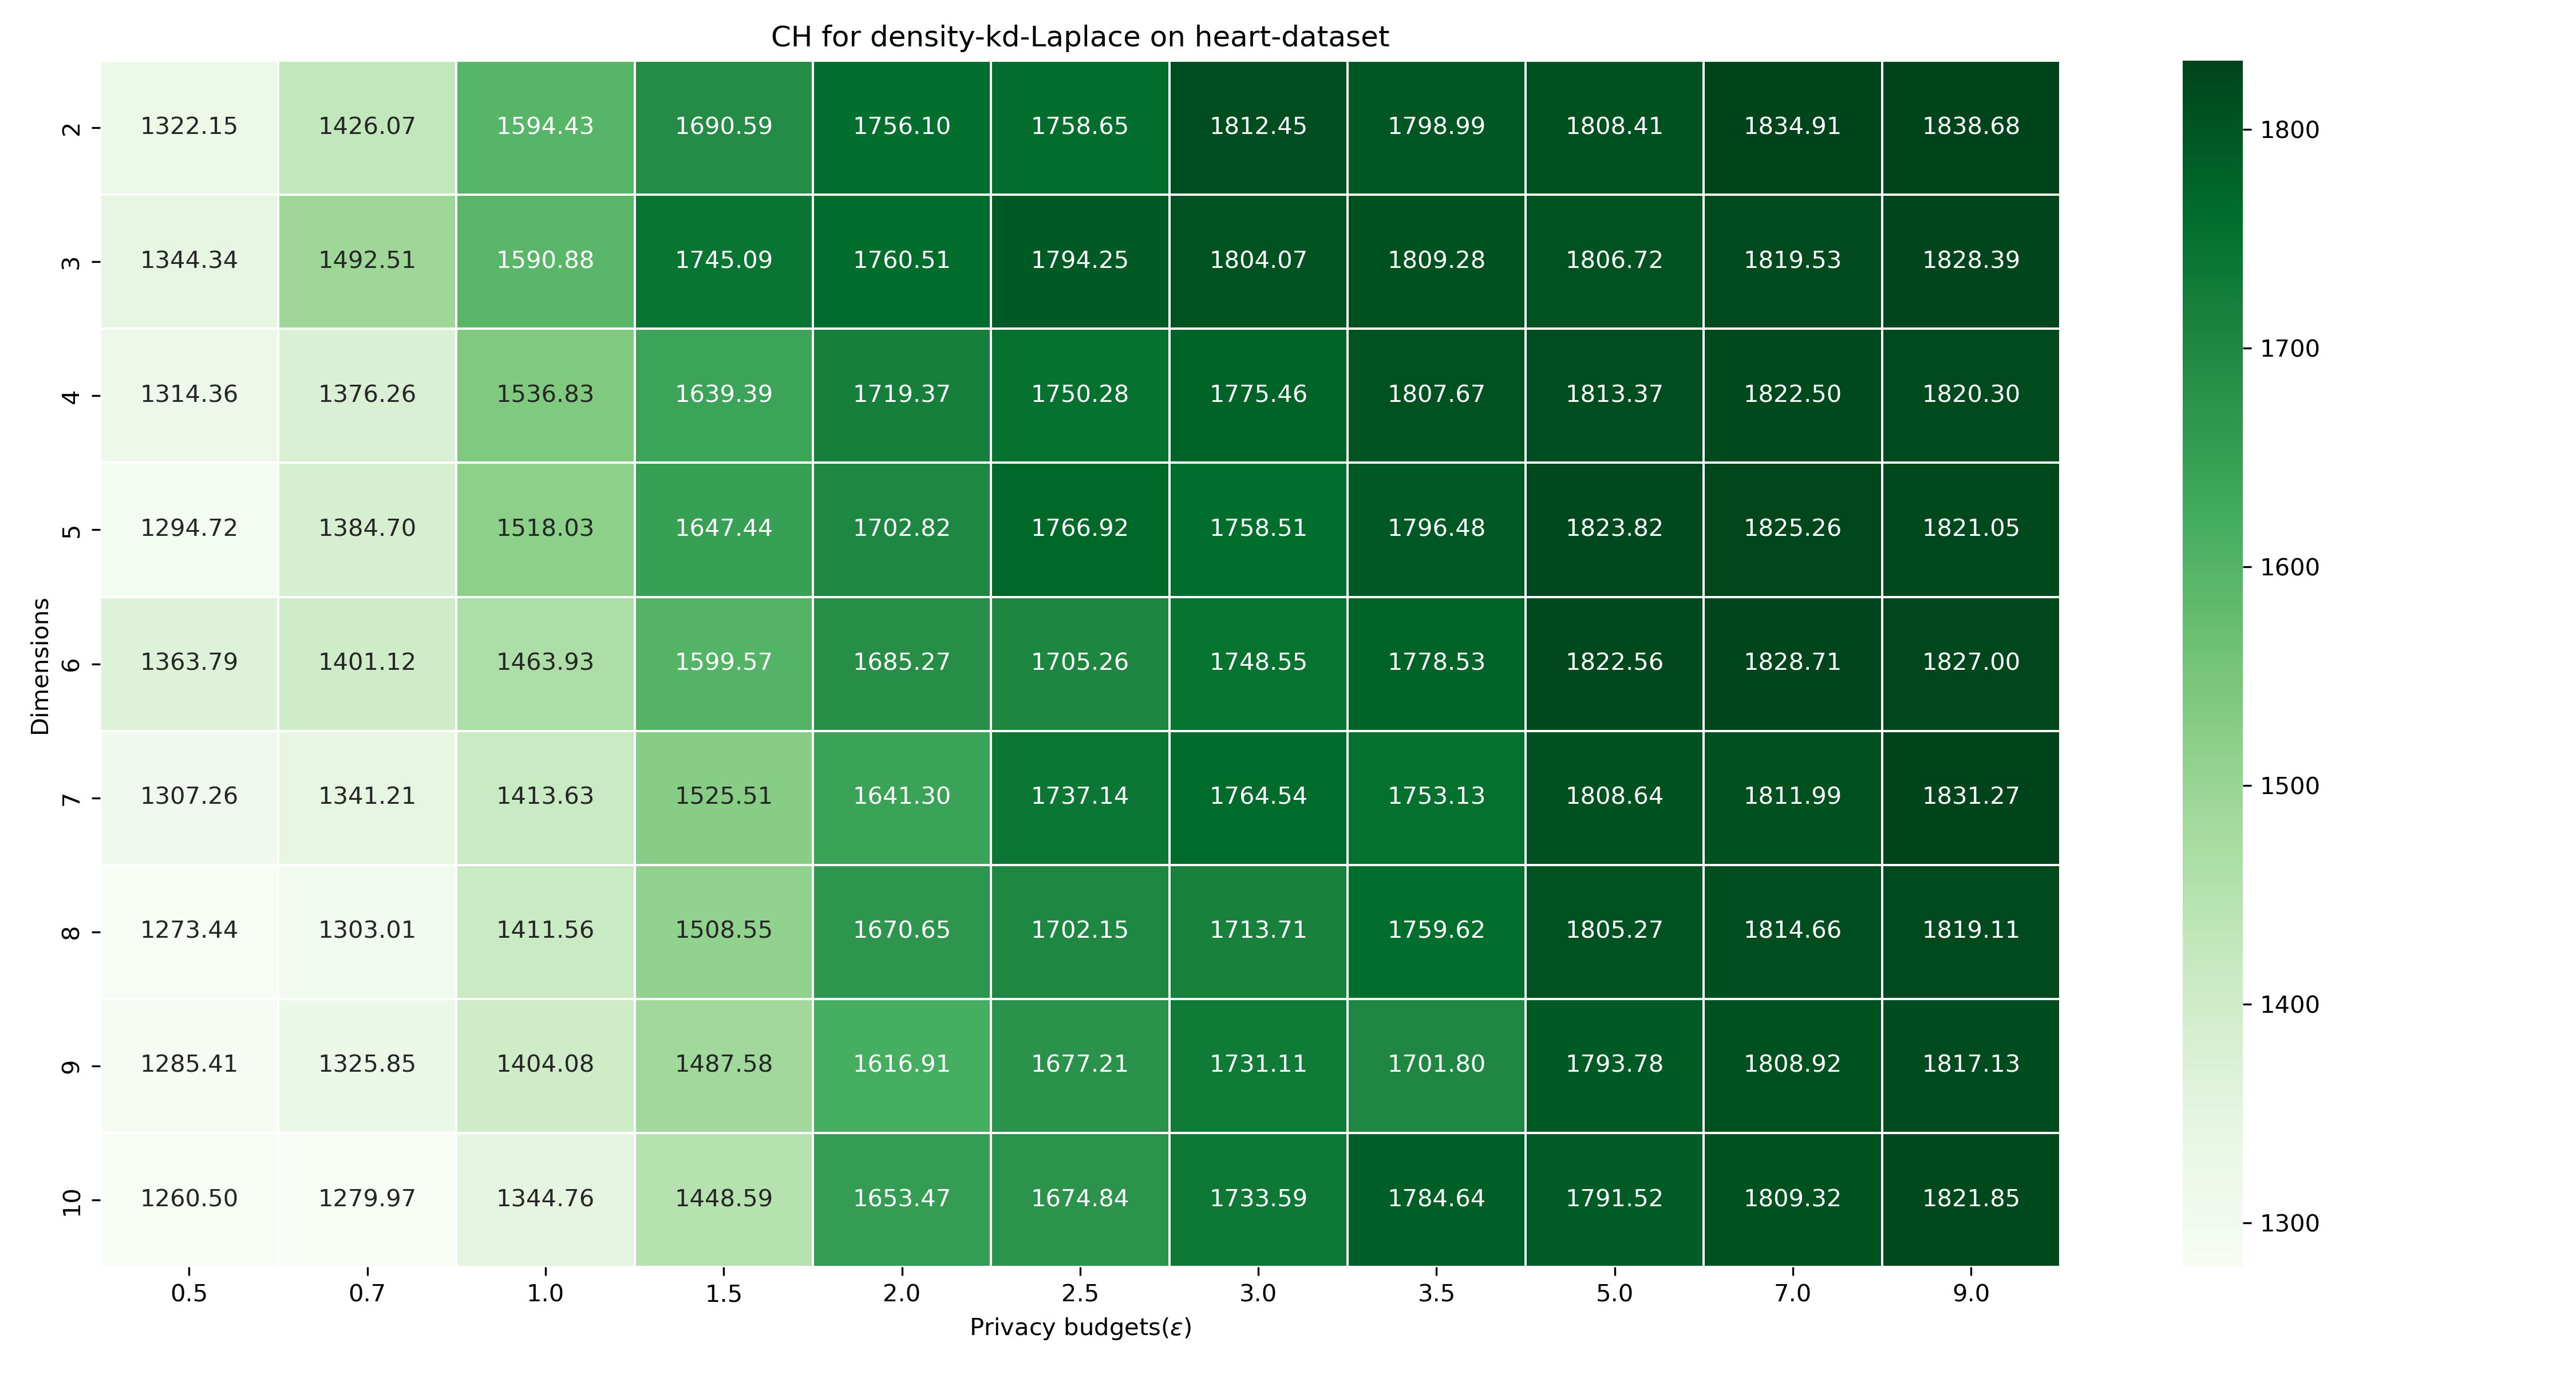 CH for density-kd-Laplace on heart-dataset
2 1322.15 1426.07 1594.43 1690.59 1756.10 1758.65 1812.45 1798.99 1808.41 1834.91 1838.68
3 1344.34 1492.51 1590.88 1745.09 1760.51 1794.25 1804.07 1809.28 1806.72 1819.53 1828.39
4 1314.36 1376.26 1536.83 1639.39 1719.37 1750.28 1775.46 1807.67 1813.37 1822.50 1820.30
5 1294.72 1384.70 1518.03 1647.44 1702.82 1766.92 1758.51 1796.48 1823.82 1825.26 1821.05
6 1363.79 1401.12 1463.93 1599.57 1685.27 1705.26 1748.55 1778.53 1822.56 1828.71 1827.00
7 1307.26 1341.21 1413.63 1525.51 1641.30 1737.14 1764.54 1753.13 1808.64 1811.99 1831.27
8 1273.44 1303.01 1411.56 1508.55 1670.65 1702.15 1713.71 1759.62 1805.27 1814.66 1819.11
9 1285.41 1325.85 1404.08 1487.58 1616.91 1677.21 1731.11 1701.80 1793.78 1808.92 1817.13
10 1260.50 1279.97 1344.76 1448.59 1653.47 1674.84 1733.59 1784.64 1791.52 1809.32 1821.85
0.5 0.7 1.0 1.5 2.0 2.5 3.0 3.5 5.0 7.0 9.0
Privacy budgets(ε)
Dimensions
1800
1700
1600
1500
1400
1300